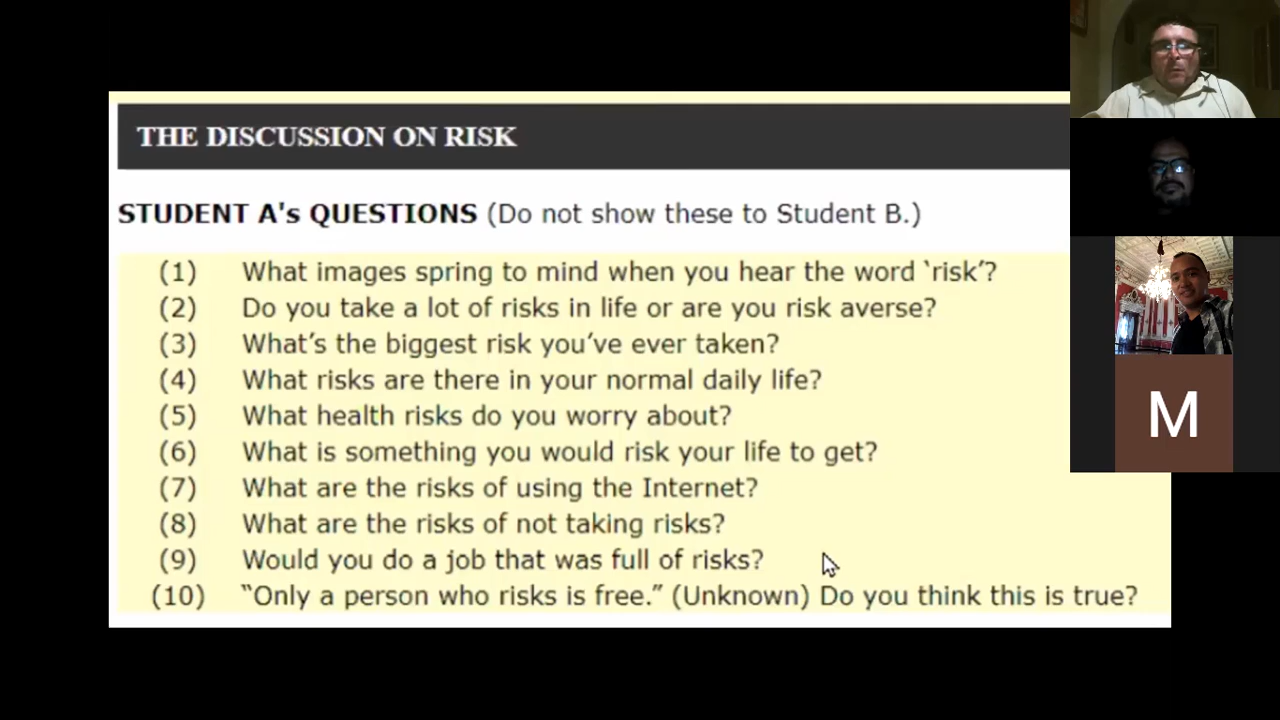 THE DISCUSSION ON RISK
STUDENT A's QUESTIONS (Do not show these to Student B.)
(1) What images spring to mind when you hear the word ‘risk’?
(2) Do you take a lot of risks in life or are you risk averse?
(3) What’s the biggest risk you’ve ever taken?
(4) What risks are there in your normal daily life?
(5) What health risks do you worry about?
(6) What is something you would risk your life to get?
(7) What are the risks of using the Internet?
(8) What are the risks of not taking risks?
(9) Would you do a job that was full of risks?
(10) “Only a person who risks is free.” (Unknown) Do you think this is true?
M